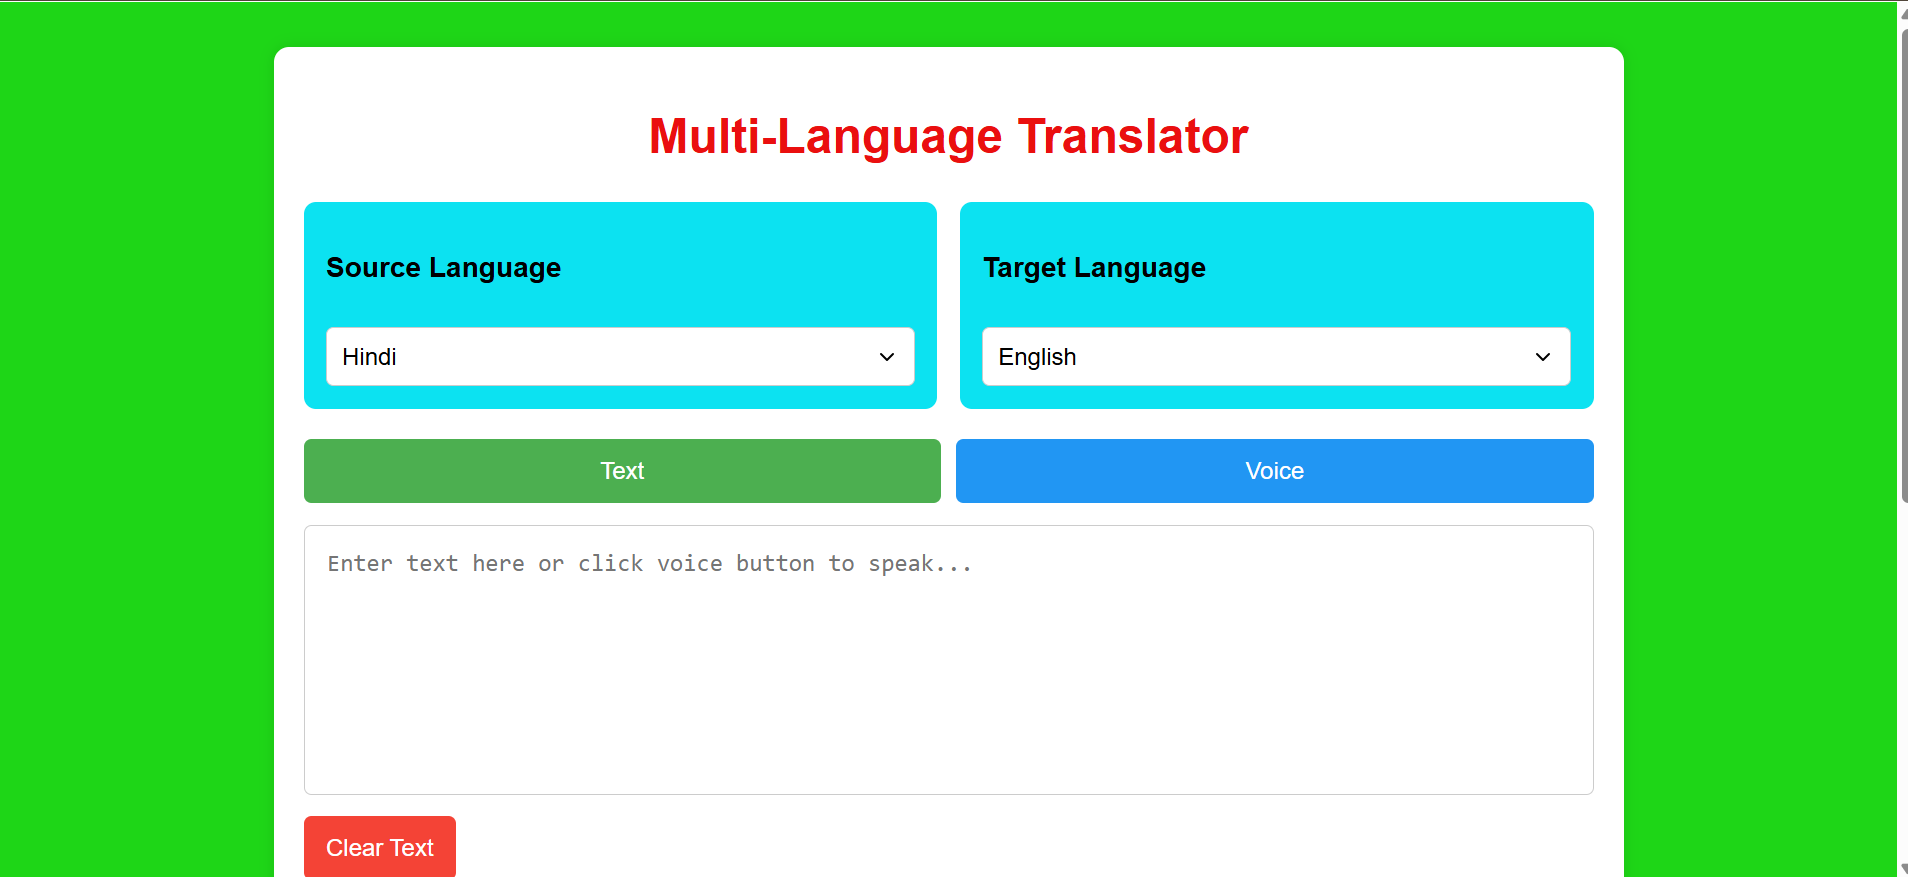 Multi-Language Translator
Source Language
Target Language
Hindi
English
Text
Voice
Enter text here or click voice button to speak...
Clear Text